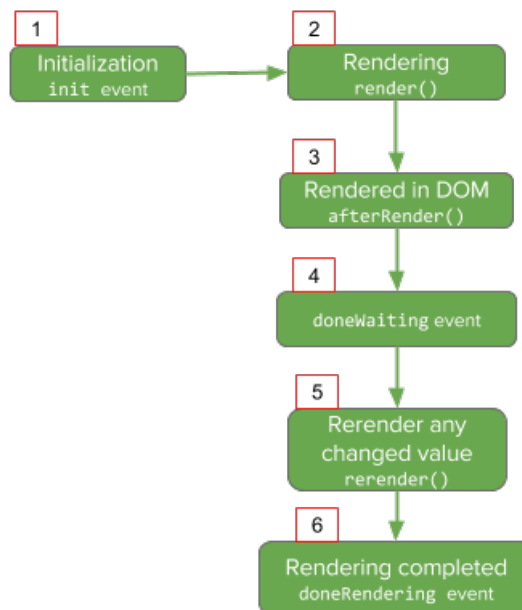 1
Initialization
init event
2
Rendering
render()
3
Rendered in DOM
afterRender()
4
doneWaiting event
5
Rerender any
changed value
rerender()
6
Rendering completed
doneRendering event